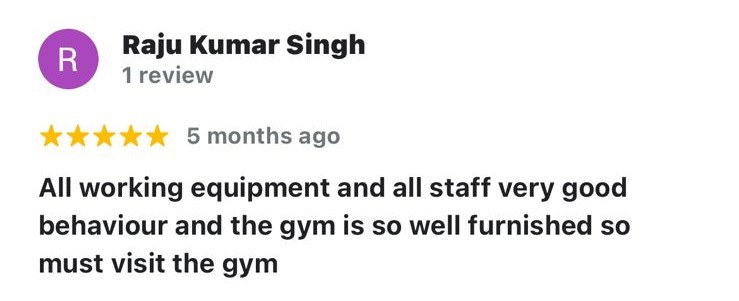 R
Raju Kumar Singh
1 review
5 months ago
All working equipment and all staff very good
behaviour and the gym is so well furnished so
must visit the gym